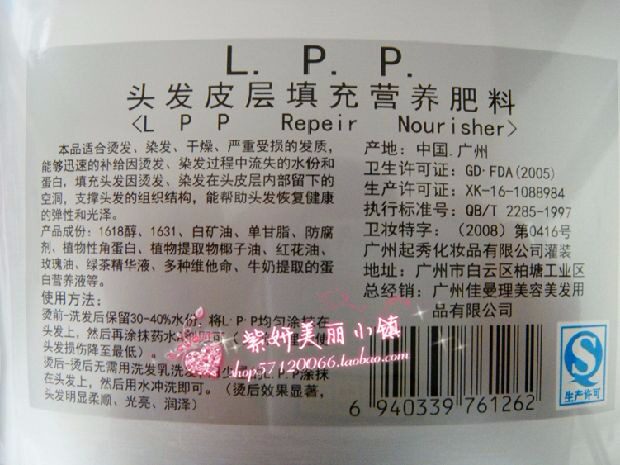 L. P. P.
头发皮层填充营养肥料
<L P P Repeir Nourisher>
本品适合烫发、染发、干燥、严重受损的发质,
能够迅速的补给因烫发、染发过程中流失的水份和
蛋白,填充头发因烫发、染发在头皮层内部留下的
空洞,支撑头发的组织结构,能帮助头发恢复健康
的弹性和光泽。
产品成份:1618醇、1631、白矿油、单甘脂、防腐
剂、植物性角蛋白、植物提取物椰子油、红花油、
玫瑰油、绿茶精华液、多种维他命、牛奶提取的蛋
白营养液等。
使用方法:
烫前-洗发后保留30-40%水份,将L·P·P均匀涂抹在
头发上,然后再涂抹药水
头发损伤降至最低)。
烫后-烫后无需用洗发乳洗发
在头发上,然后用水冲洗即可。(烫后效果显著,
头发明显柔顺、光亮、润泽)
产地:中国.广州
卫生许可证:GD·FDA(2005)
生产许可证:XK-16-1088984
执行标准号:QB/T 2285-1997
卫妆特字:(2008)第0416号
广州起秀化妆品有限公司灌装
地址:广州市白云区柏塘工业区
总经销:广州佳曼理美容美发用
品有限公司
6 940339 761262
QS
生产许可
紫妍美丽小镇
shop57120066.taobao.com